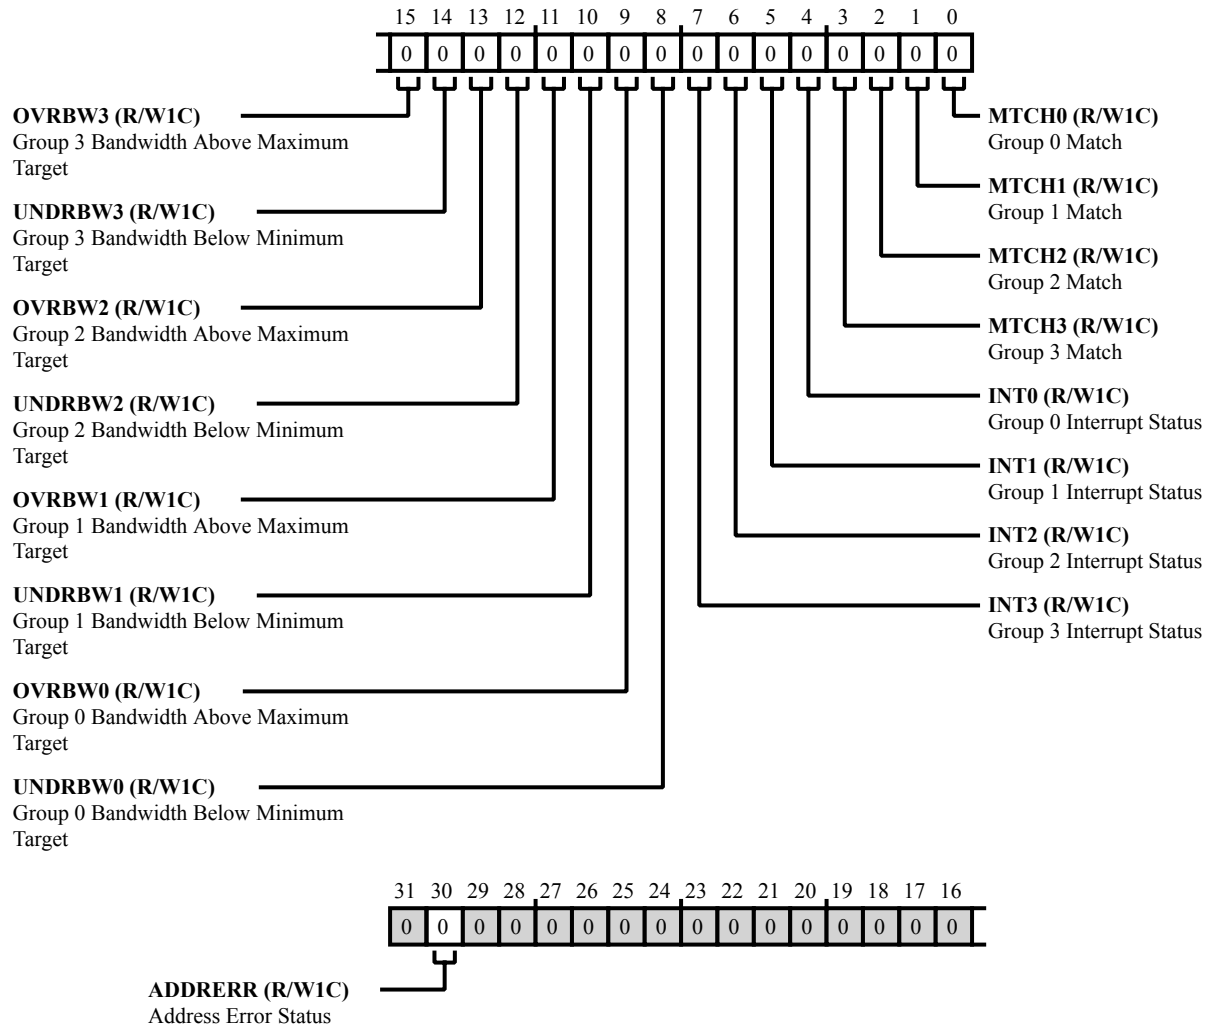 15 14 13 12 11 10 9 8 7 6 5 4 3 2 1 0
0 0 0 0 0 0 0 0 0 0 0 0 0 0 0 0
OVRBW3 (R/W1C)
Group 3 Bandwidth Above Maximum
Target
UNDRBW3 (R/W1C)
Group 3 Bandwidth Below Minimum
Target
OVRBW2 (R/W1C)
Group 2 Bandwidth Above Maximum
Target
UNDRBW2 (R/W1C)
Group 2 Bandwidth Below Minimum
Target
OVRBW1 (R/W1C)
Group 1 Bandwidth Above Maximum
Target
UNDRBW1 (R/W1C)
Group 1 Bandwidth Below Minimum
Target
OVRBW0 (R/W1C)
Group 0 Bandwidth Above Maximum
Target
UNDRBW0 (R/W1C)
Group 0 Bandwidth Below Minimum
Target
MTCH0 (R/W1C)
Group 0 Match
MTCH1 (R/W1C)
Group 1 Match
MTCH2 (R/W1C)
Group 2 Match
MTCH3 (R/W1C)
Group 3 Match
INT0 (R/W1C)
Group 0 Interrupt Status
INT1 (R/W1C)
Group 1 Interrupt Status
INT2 (R/W1C)
Group 2 Interrupt Status
INT3 (R/W1C)
Group 3 Interrupt Status
31 30 29 28 27 26 25 24 23 22 21 20 19 18 17 16
0 0 0 0 0 0 0 0 0 0 0 0 0 0 0 0
ADDRERR (R/W1C)
Address Error Status